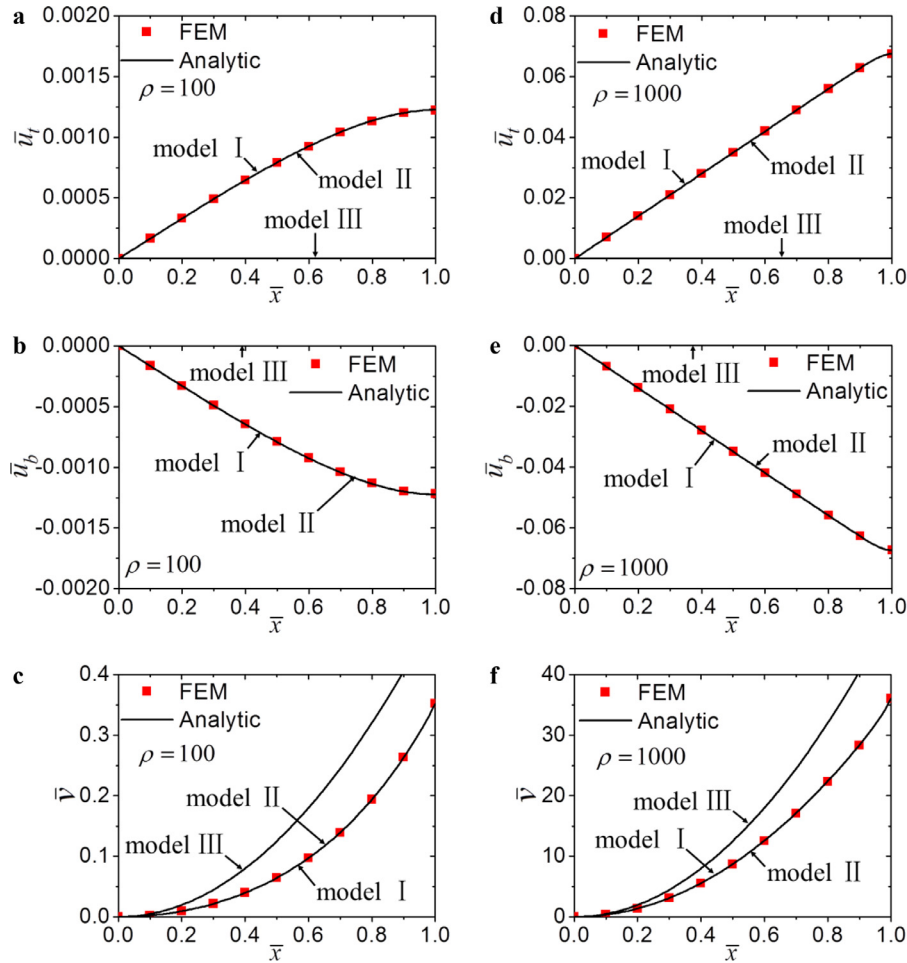 a
0.0020
0.0015
0.0010
0.0005
0.0000
ūₜ
FEM
Analytic
ρ = 100
model Ⅰ
model Ⅱ
model Ⅲ
0.0 0.2 0.4 0.6 0.8 1.0
x̄
d
0.08
0.06
0.04
0.02
0.00
ūₜ
FEM
Analytic
ρ = 1000
model Ⅰ
model Ⅱ
model Ⅲ
0.0 0.2 0.4 0.6 0.8 1.0
x̄
b
0.0000
-0.0005
-0.0010
-0.0015
-0.0020
ū_b
model Ⅲ
FEM
Analytic
model Ⅰ
model Ⅱ
ρ = 100
0.0 0.2 0.4 0.6 0.8 1.0
x̄
e
0.00
-0.02
-0.04
-0.06
-0.08
ū_b
model Ⅲ
FEM
Analytic
model Ⅱ
model Ⅰ
ρ = 1000
0.0 0.2 0.4 0.6 0.8 1.0
x̄
c
0.4
0.3
0.2
0.1
0.0
v̄
FEM
Analytic
ρ = 100
model Ⅱ
model Ⅲ
model Ⅰ
0.0 0.2 0.4 0.6 0.8 1.0
x̄
f
40
30
20
10
0
v̄
FEM
Analytic
ρ = 1000
model Ⅲ
model Ⅰ
model Ⅱ
0.0 0.2 0.4 0.6 0.8 1.0
x̄